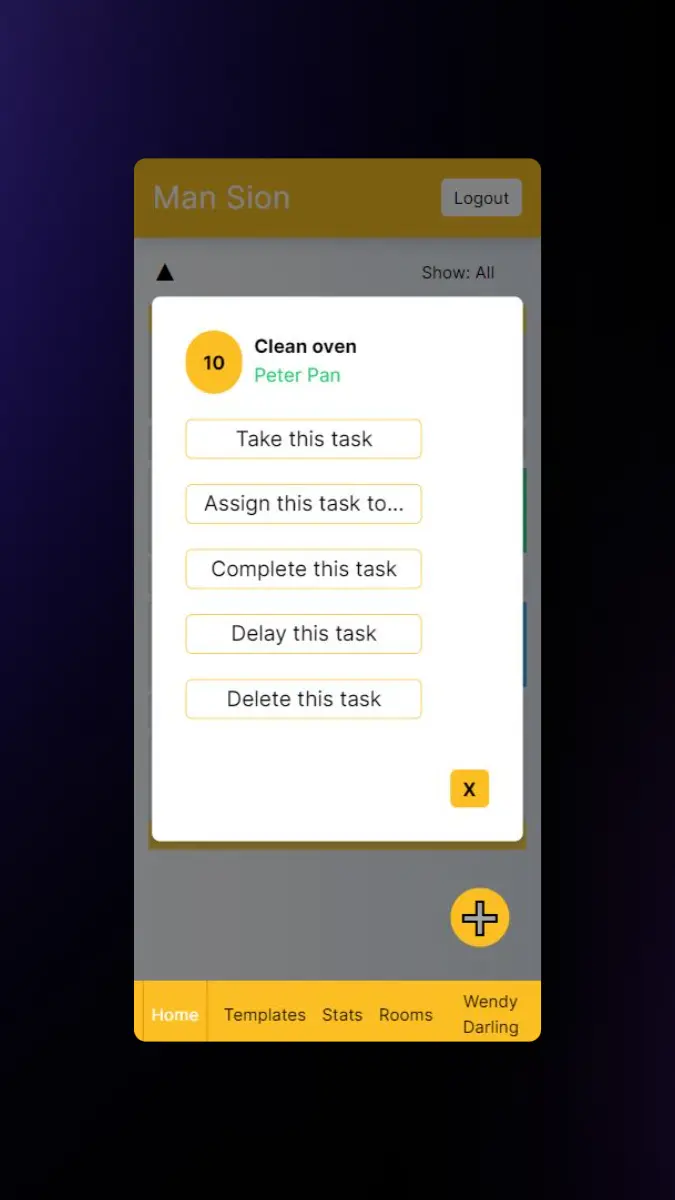 Man Sion
Logout
▲
Show: All
10
Clean oven
Peter Pan
Take this task
Assign this task to...
Complete this task
Delay this task
Delete this task
X
Home
Templates
Stats
Rooms
Wendy
Darling